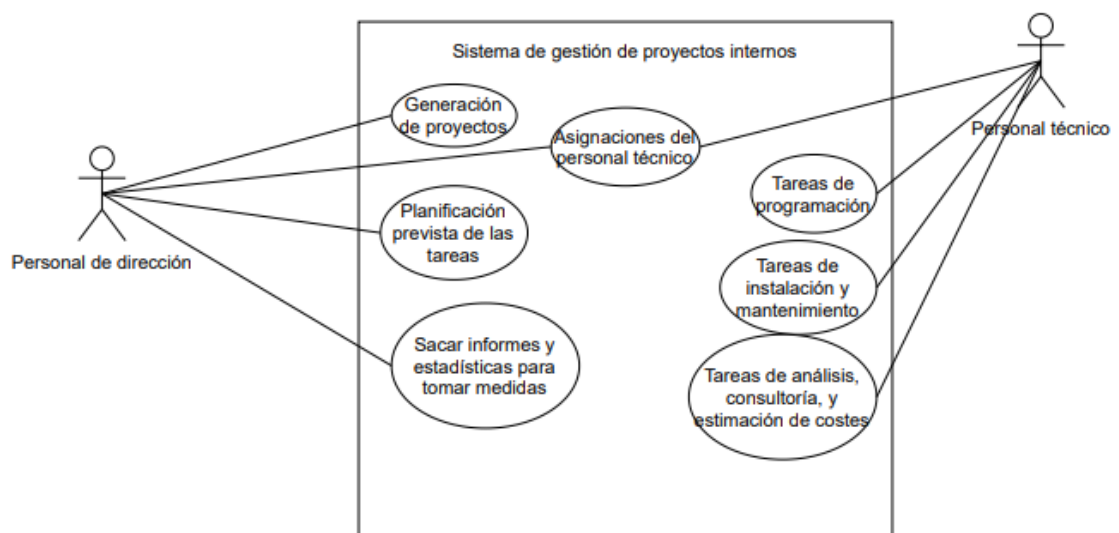 Sistema de gestión de proyectos internos
Generación
de proyectos
Asignaciones del
personal técnico
Personal técnico
Tareas de
programación
Planificación
prevista de las
tareas
Personal de dirección
Tareas de
instalación y
mantenimiento
Sacar informes y
estadísticas para
tomar medidas
Tareas de análisis,
consultoría, y
estimación de costes